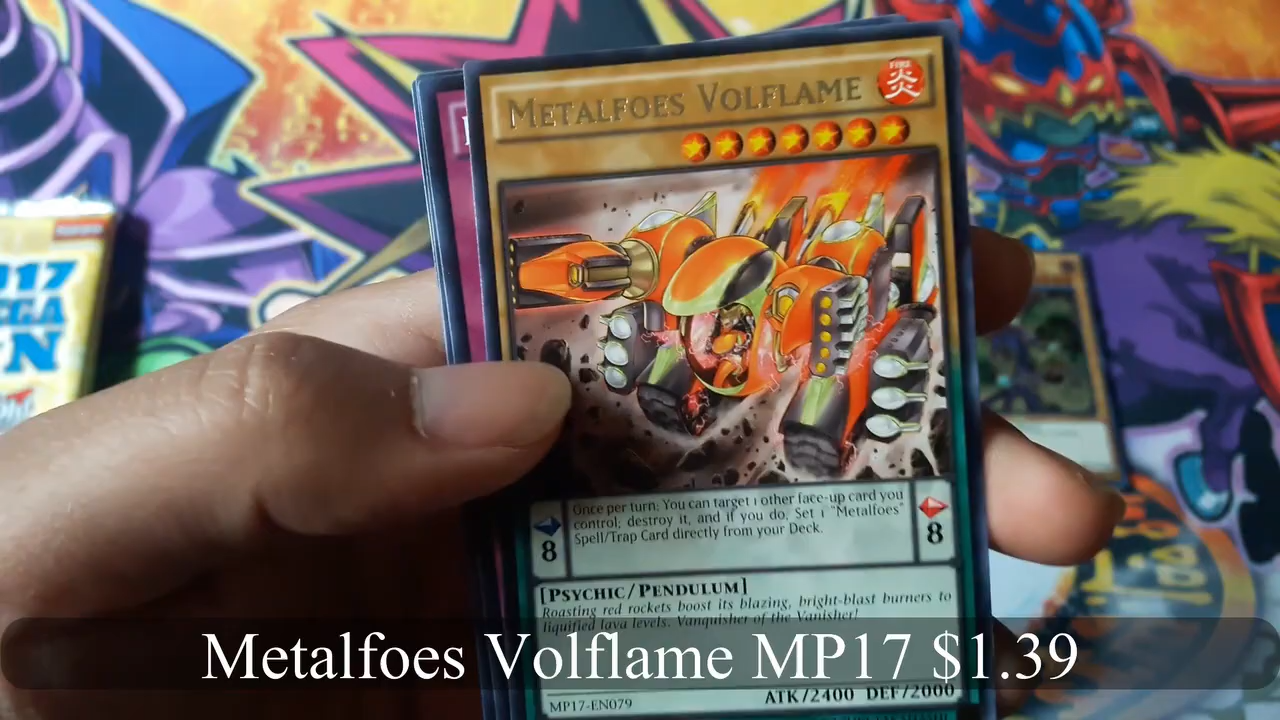 METALFOES VOLFLAME
FIRE
炎
017
EGA
N
Once per turn: You can target 1 other face-up card you
control; destroy it, and if you do, Set 1 "Metalfoes"
Spell/Trap Card directly from your Deck.
8
8
[PSYCHIC/PENDULUM]
Roasting red rockets boost its blazing, bright-blast burners to
liquified lava levels. Vanquisher of the Vanisher!
Metalfoes Volflame MP17 $1.39
MP17-EN079
ATK/2400 DEF/2000